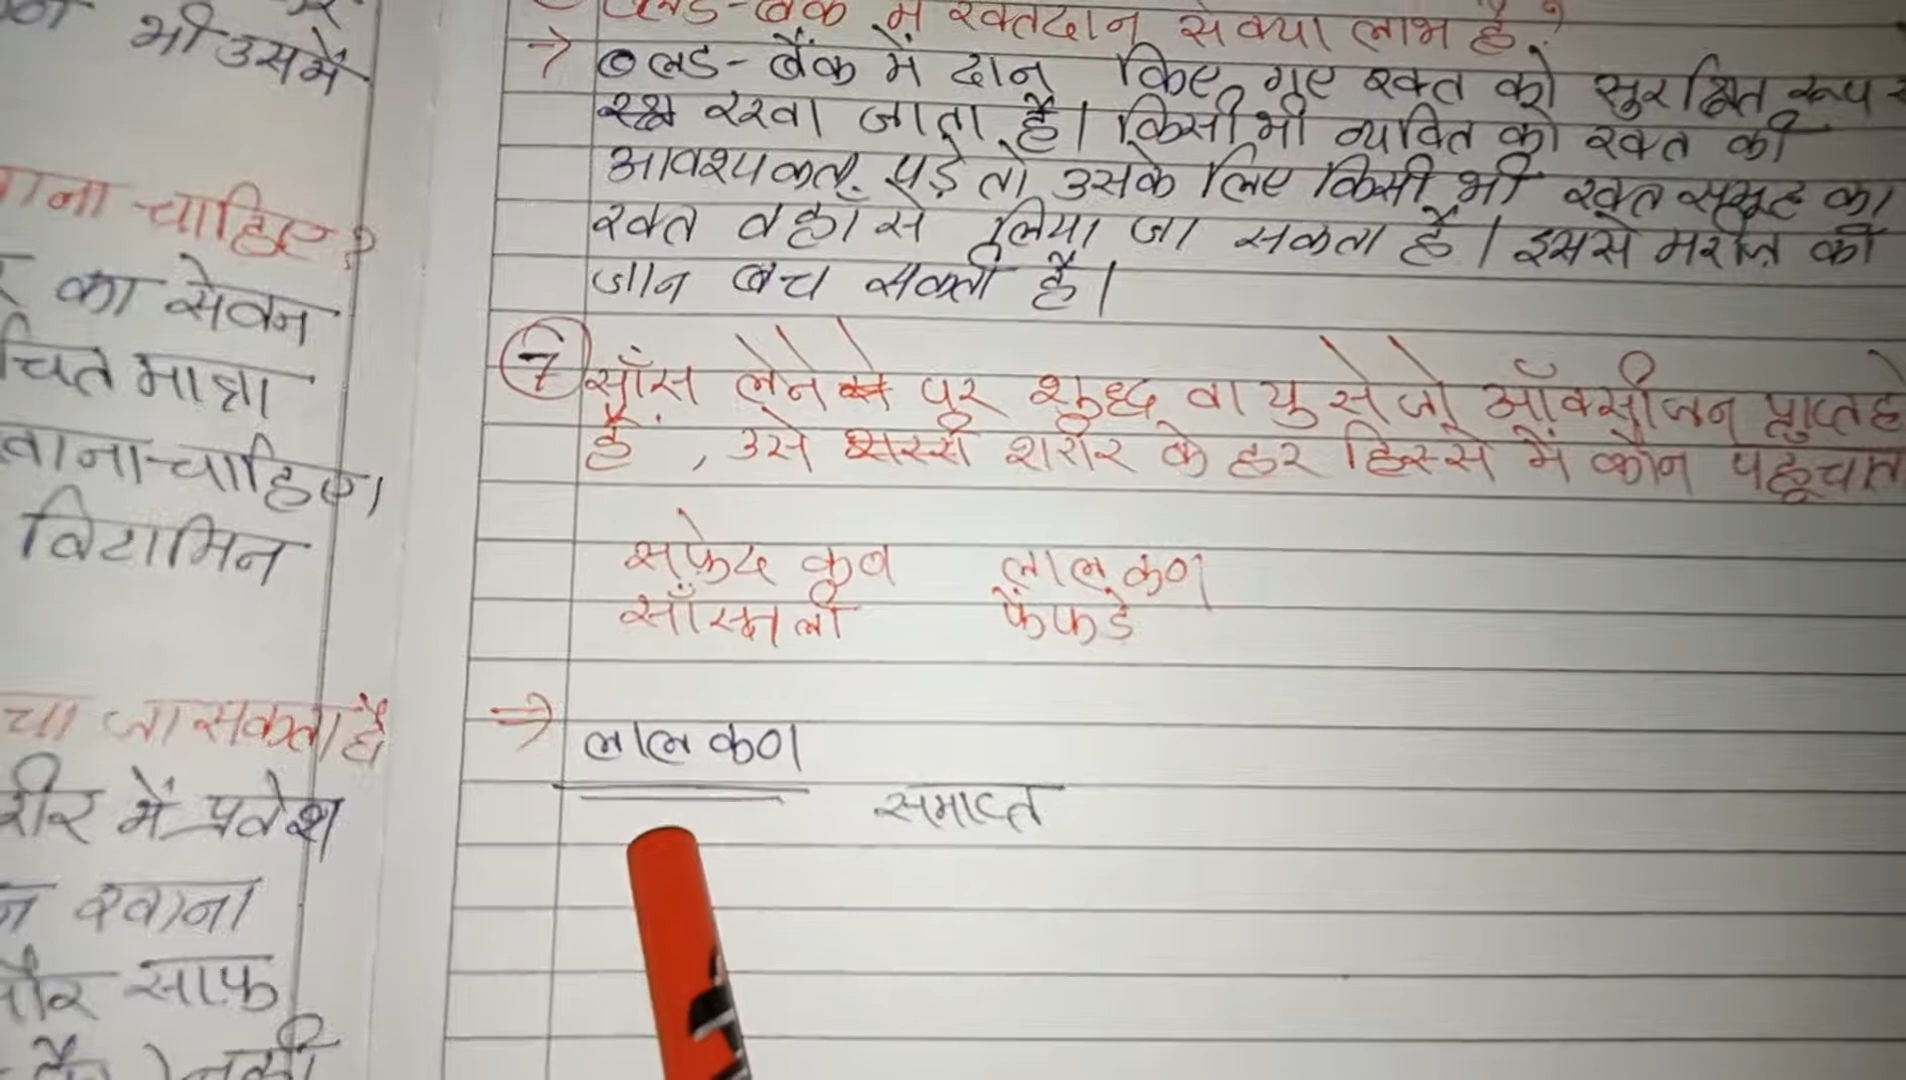 भी उसमें
ाना चाहिए?
का सेवन
चित मात्रा
खाना चाहिए।
विटामिन
चा जा सकता है
रीर में प्रवेश
न खाना
और साफ़
ब्लड-बैंक में रक्तदान से क्या लाभ है?
→ ब्लड-बैंक में दान किए गए रक्त को सुरक्षित रूप से
रखा जाता है। किसी भी व्यक्ति को रक्त की
आवश्यकता पड़े तो उसके लिए किसी भी रक्त समूह का
रक्त वहाँ से लिया जा सकता है। इससे मरीज़ की
जान बच सकती है।
7 साँस लेने पर शुद्ध वायु से जो ऑक्सीजन प्राप्त हो
है, उसे शरीर के हर हिस्से में कौन पहूचात
सफ़ेद कण लाल कण
साँस नली फेंफडे
⇒ लाल कण
समाप्त